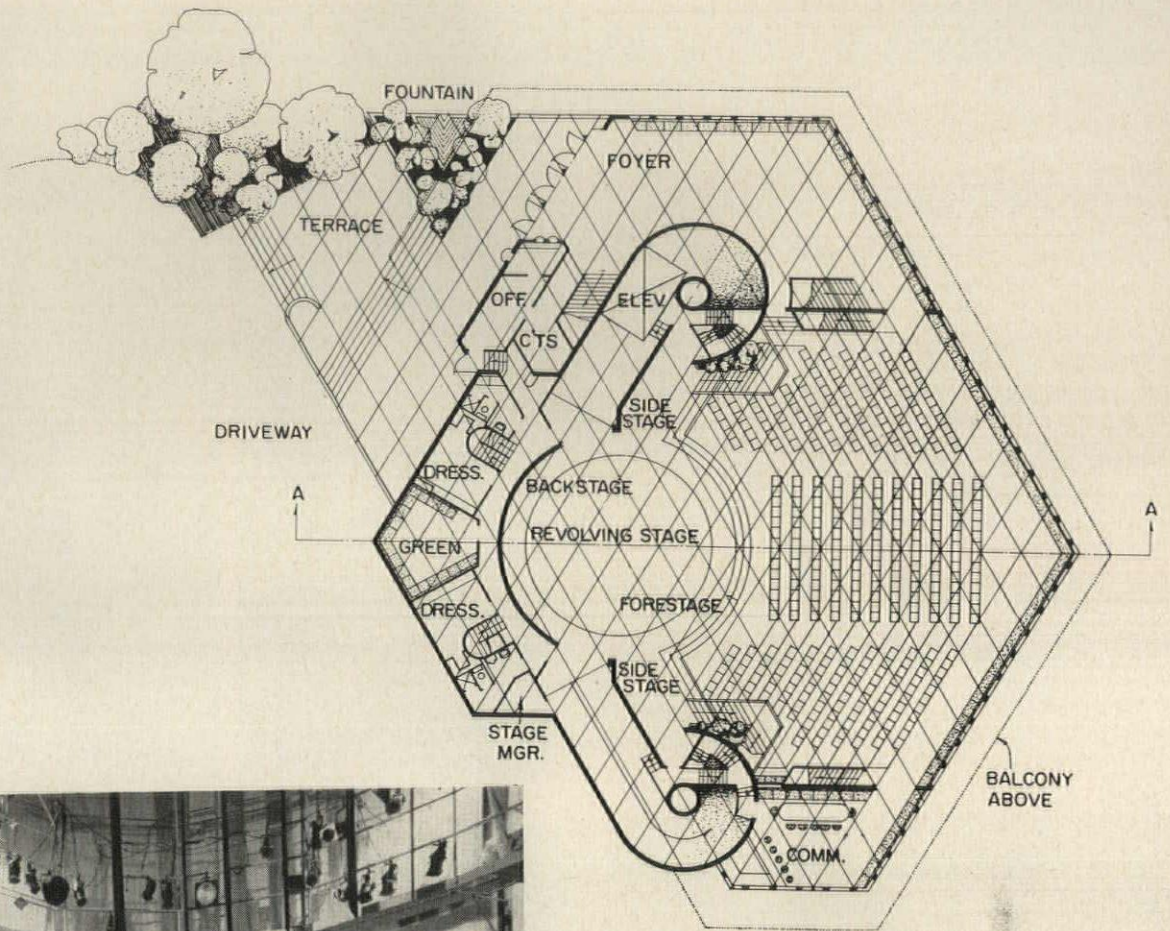 FOUNTAIN
FOYER
TERRACE
OFF.
ELEV.
C'TS
SIDE
STAGE
DRIVEWAY
DRESS.
BACKSTAGE
A
A
REVOLVING STAGE
GREEN
FORESTAGE
DRESS.
SIDE
STAGE
STAGE
MGR.
BALCONY
ABOVE
COMM.